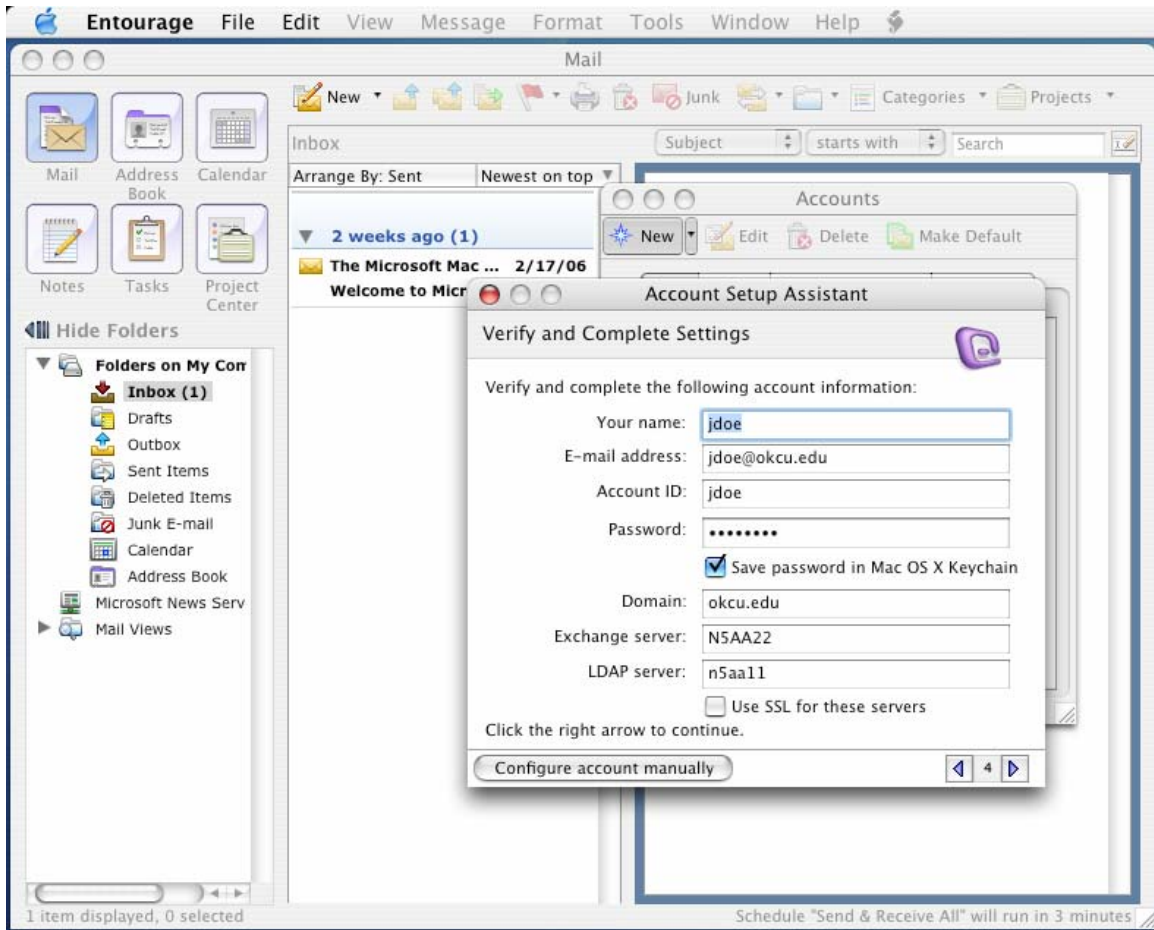 Entourage File Edit View Message Format Tools Window Help
Mail
New Junk Categories Projects
Mail Address Book Calendar
Notes Tasks Project Center
Inbox Subject starts with Search
Arrange By: Sent Newest on top
2 weeks ago (1)
The Microsoft Mac ... 2/17/06
Welcome to Micr
Hide Folders
Folders on My Com
Inbox (1)
Drafts
Outbox
Sent Items
Deleted Items
Junk E-mail
Calendar
Address Book
Microsoft News Serv
Mail Views
Accounts
New Edit Delete Make Default
Account Setup Assistant
Verify and Complete Settings
Verify and complete the following account information:
Your name: jdoe
E-mail address: jdoe@okcu.edu
Account ID: jdoe
Password: ••••••••
Save password in Mac OS X Keychain
Domain: okcu.edu
Exchange server: N5AA22
LDAP server: n5aa11
Use SSL for these servers
Click the right arrow to continue.
Configure account manually 4
1 item displayed, 0 selected Schedule "Send & Receive All" will run in 3 minutes